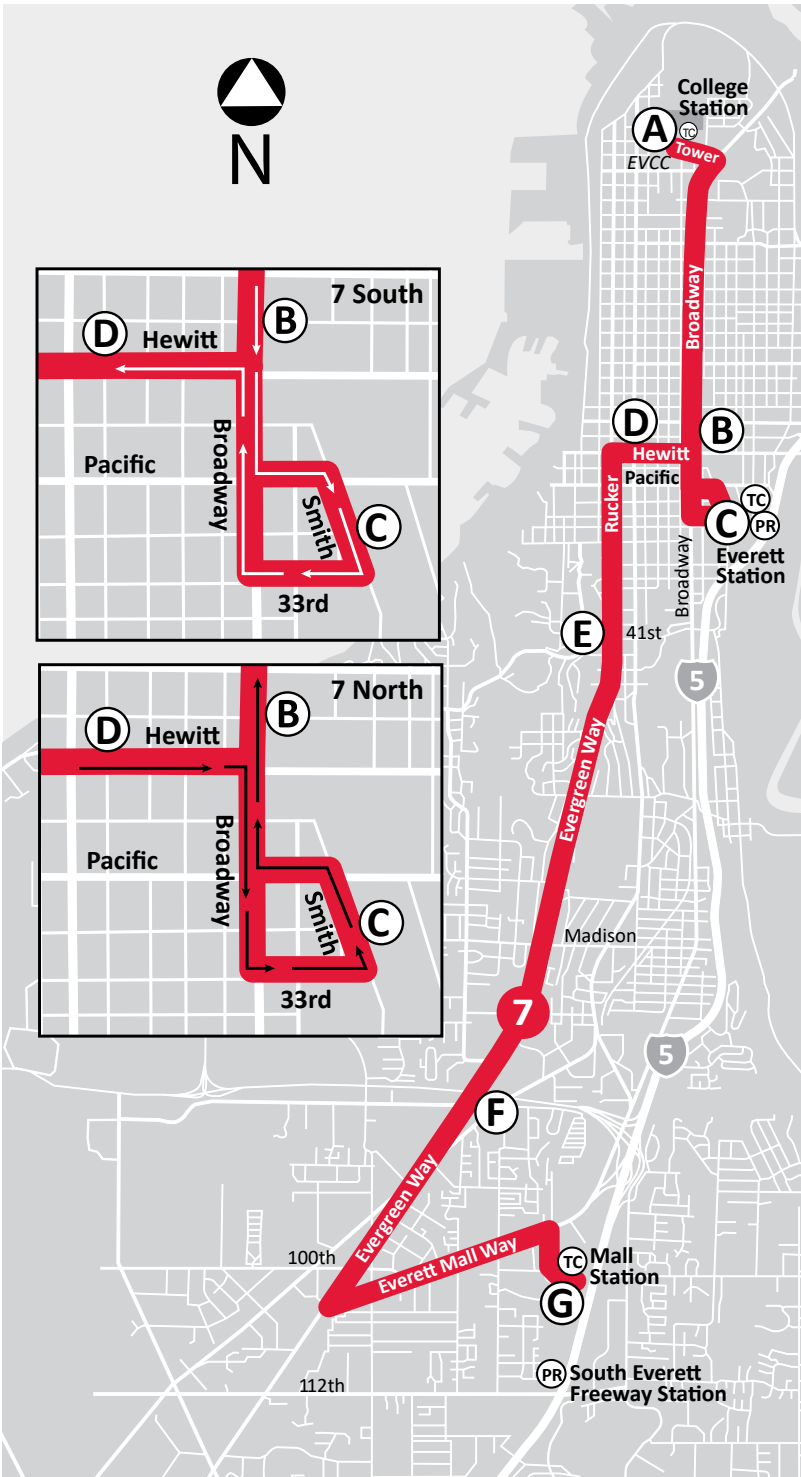 N
College
Station
A
TC
Tower
EVCC
Broadway
7 South
B
D
Hewitt
Broadway
Pacific
Smith
C
33rd
D
B
Hewitt
Pacific
Rucker
TC
C
PR
Everett
Station
Broadway
E
41st
5
7 North
B
D
Hewitt
Broadway
Pacific
Smith
C
33rd
Evergreen Way
Madison
7
5
F
Evergreen Way
100th
Everett Mall Way
TC
Mall
Station
G
112th
PR
South Everett
Freeway Station